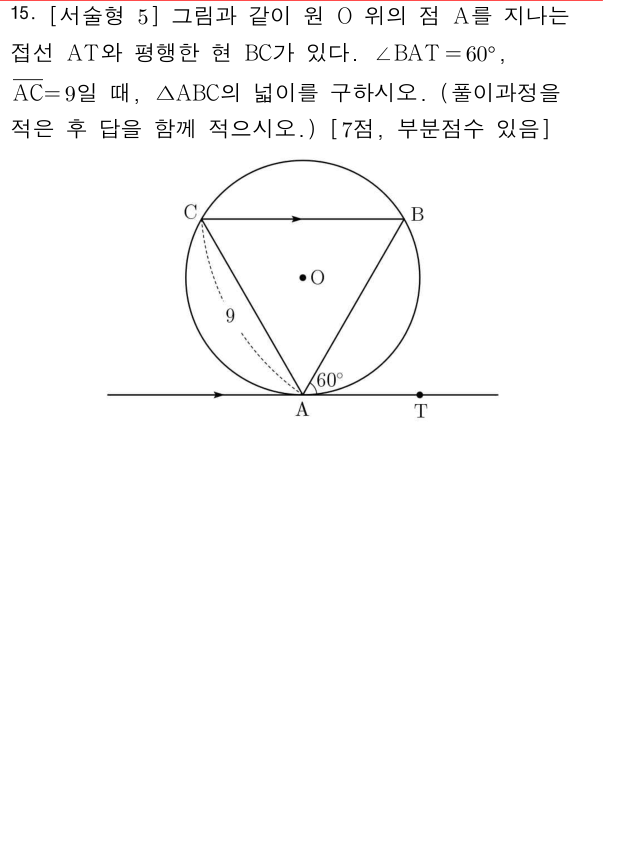 15. [서술형 5] 그림과 같이 원 O 위의 점 A를 지나는
접선 AT와 평행한 현 BC가 있다. ∠BAT=60°,
A̅C̅=9일 때, △ABC의 넓이를 구하시오. (풀이과정을
적은 후 답을 함께 적으시오.) [7점, 부분점수 있음]
C
B
O
9
60°
A
T